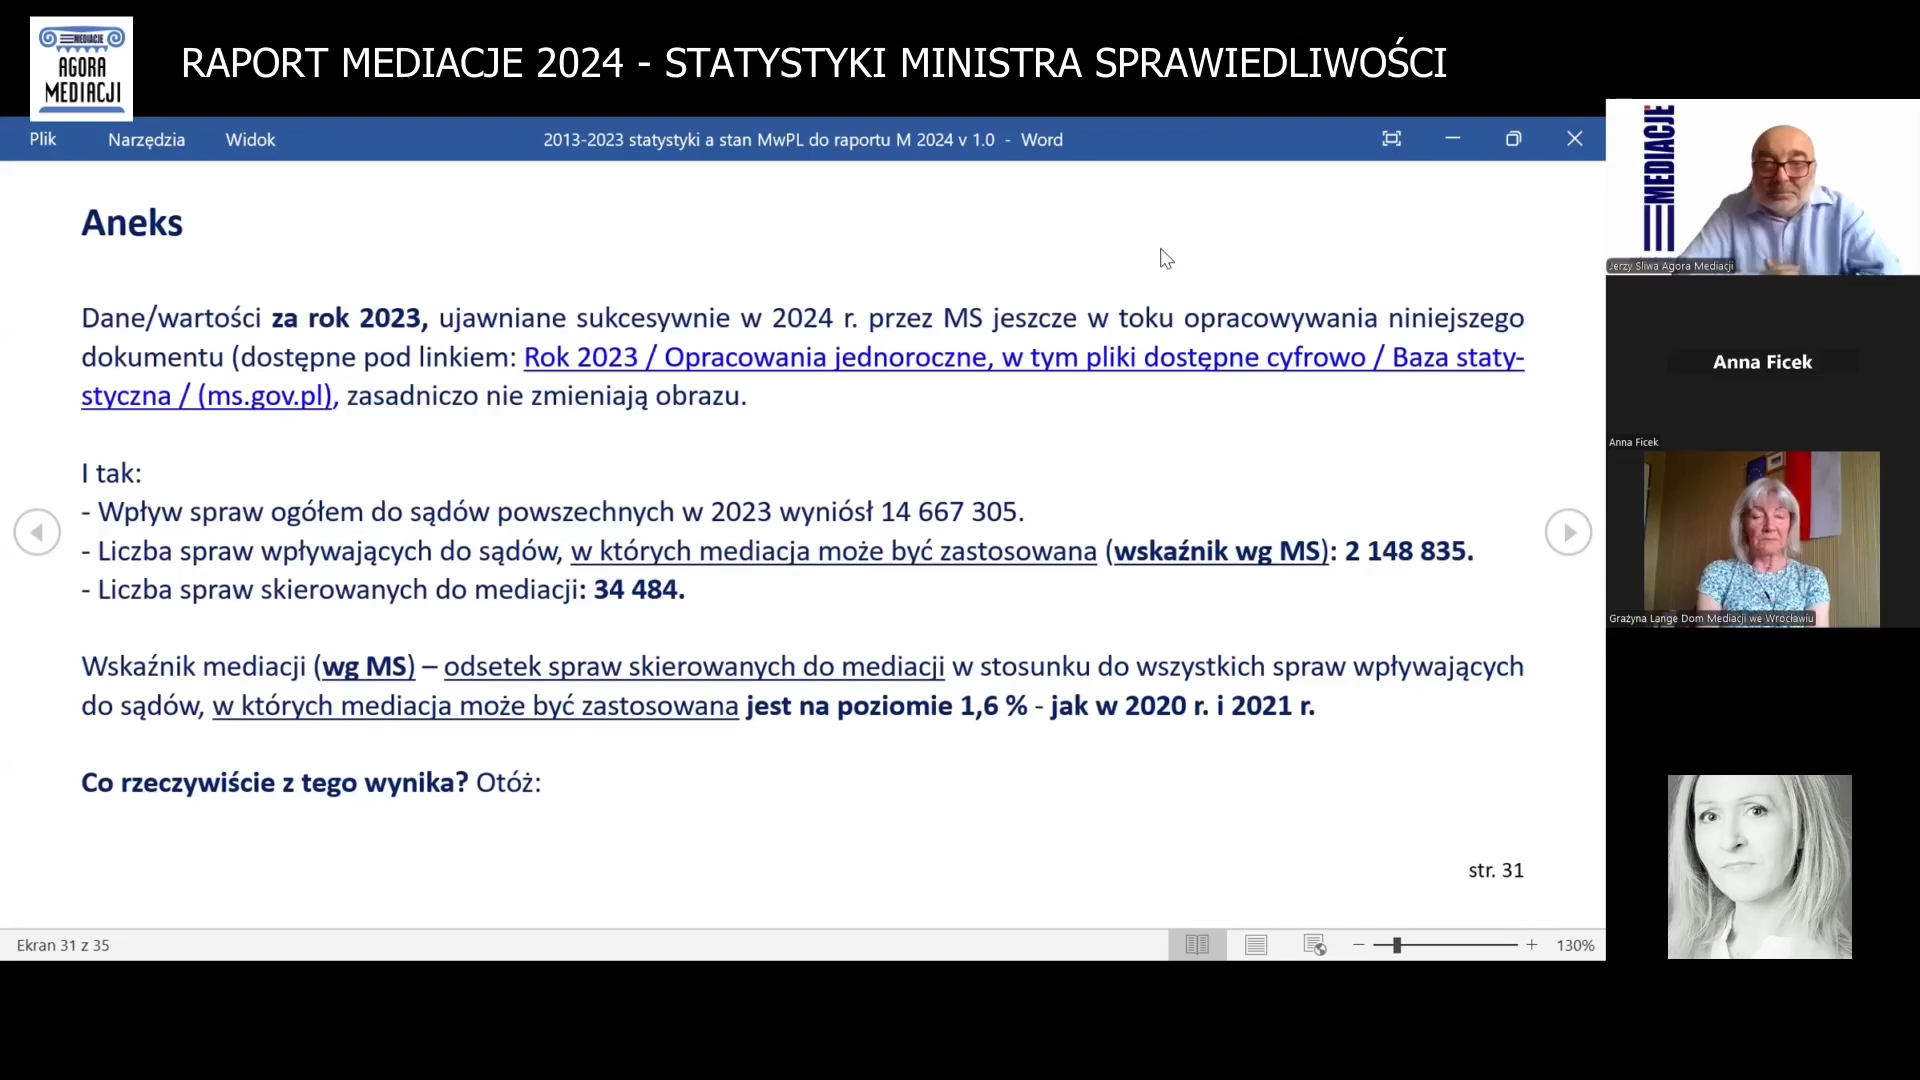 MEDIACJE
AGORA
MEDIACJI
RAPORT MEDIACJE 2024 - STATYSTYKI MINISTRA SPRAWIEDLIWOŚCI
Plik Narzędzia Widok 2013-2023 statystyki a stan MwPL do raportu M 2024 v 1.0 - Word
Aneks
Dane/wartości za rok 2023, ujawniane sukcesywnie w 2024 r. przez MS jeszcze w toku opracowywania niniejszego
dokumentu (dostępne pod linkiem: Rok 2023 / Opracowania jednoroczne, w tym pliki dostępne cyfrowo / Baza staty-
styczna / (ms.gov.pl), zasadniczo nie zmieniają obrazu.
I tak:
- Wpływ spraw ogółem do sądów powszechnych w 2023 wyniósł 14 667 305.
- Liczba spraw wpływających do sądów, w których mediacja może być zastosowana (wskaźnik wg MS): 2 148 835.
- Liczba spraw skierowanych do mediacji: 34 484.
Wskaźnik mediacji (wg MS) – odsetek spraw skierowanych do mediacji w stosunku do wszystkich spraw wpływających
do sądów, w których mediacja może być zastosowana jest na poziomie 1,6 % - jak w 2020 r. i 2021 r.
Co rzeczywiście z tego wynika? Otóż:
str. 31
Ekran 31 z 35
130%
MEDIACJE
Jerzy Śliwa Agora Mediacji
Anna Ficek
Anna Ficek
Grażyna Lange Dom Mediacji we Wrocławiu